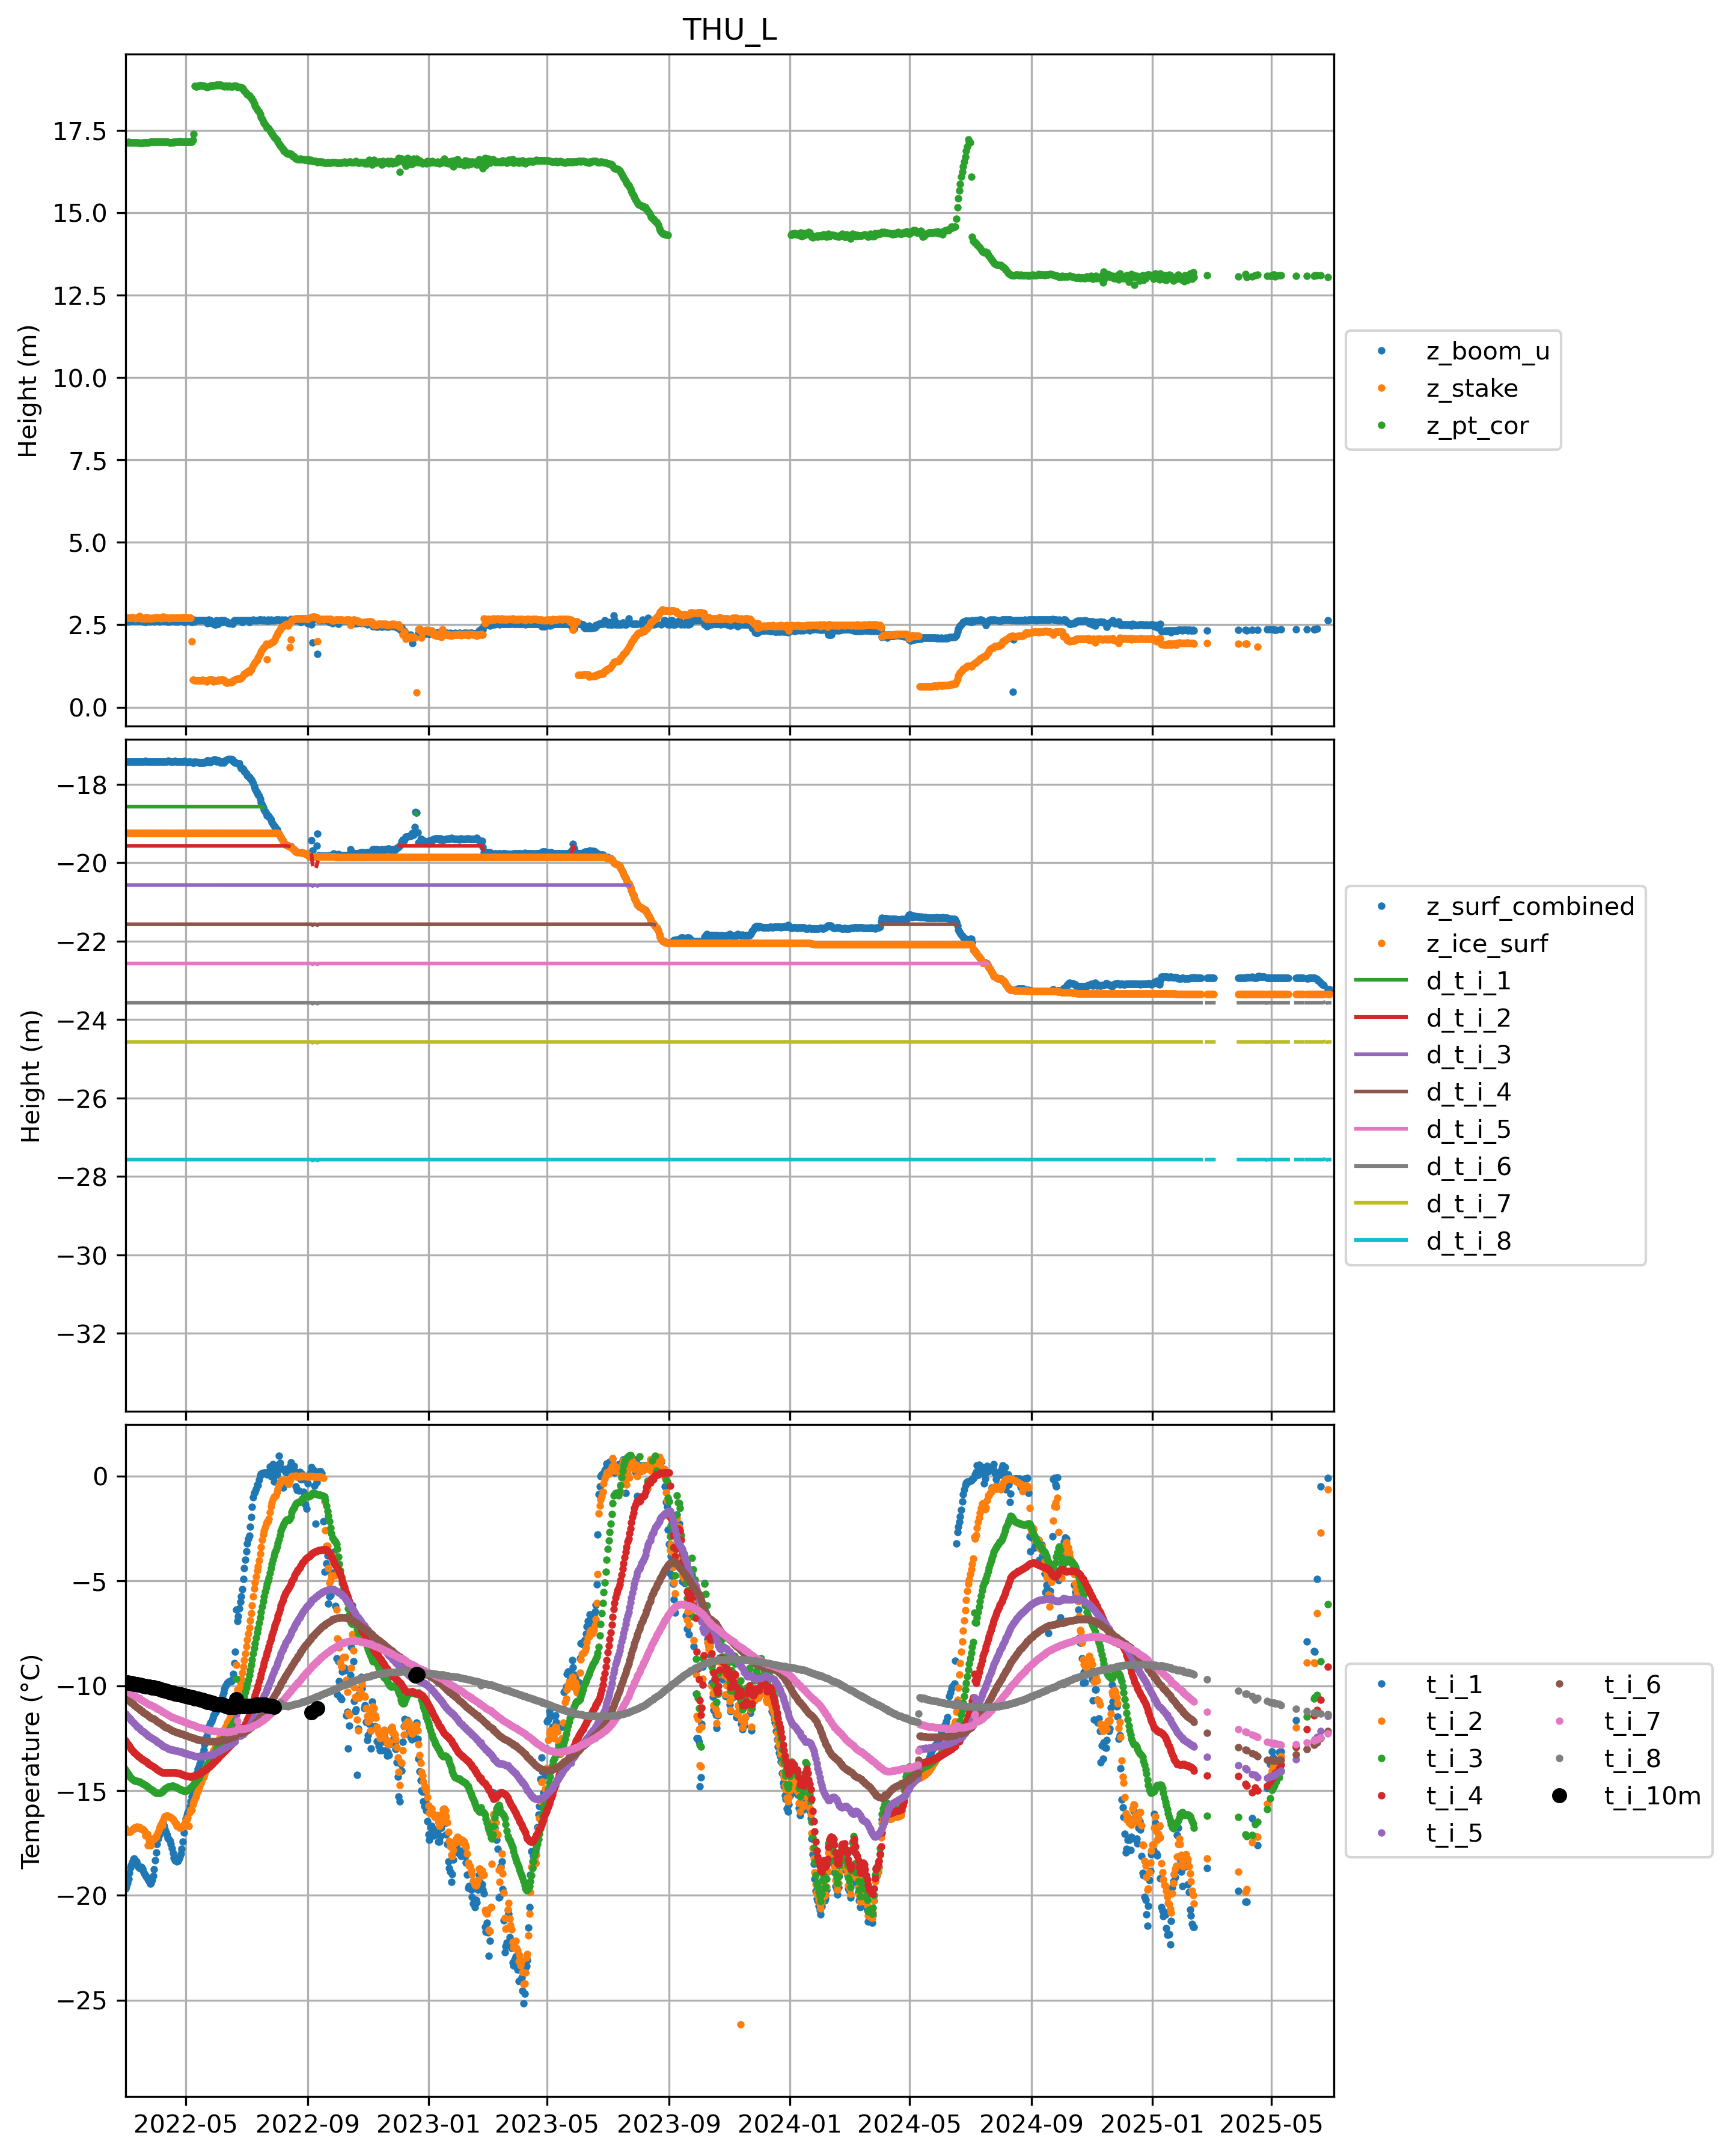 THU_L
Height (m)
17.5
15.0
12.5
10.0
7.5
5.0
2.5
0.0
z_boom_u
z_stake
z_pt_cor
Height (m)
−18
−20
−22
−24
−26
−28
−30
−32
z_surf_combined
z_ice_surf
d_t_i_1
d_t_i_2
d_t_i_3
d_t_i_4
d_t_i_5
d_t_i_6
d_t_i_7
d_t_i_8
Temperature (°C)
0
−5
−10
−15
−20
−25
t_i_1 t_i_6
t_i_2 t_i_7
t_i_3 t_i_8
t_i_4 t_i_10m
t_i_5
2022-05 2022-09 2023-01 2023-05 2023-09 2024-01 2024-05 2024-09 2025-01 2025-05